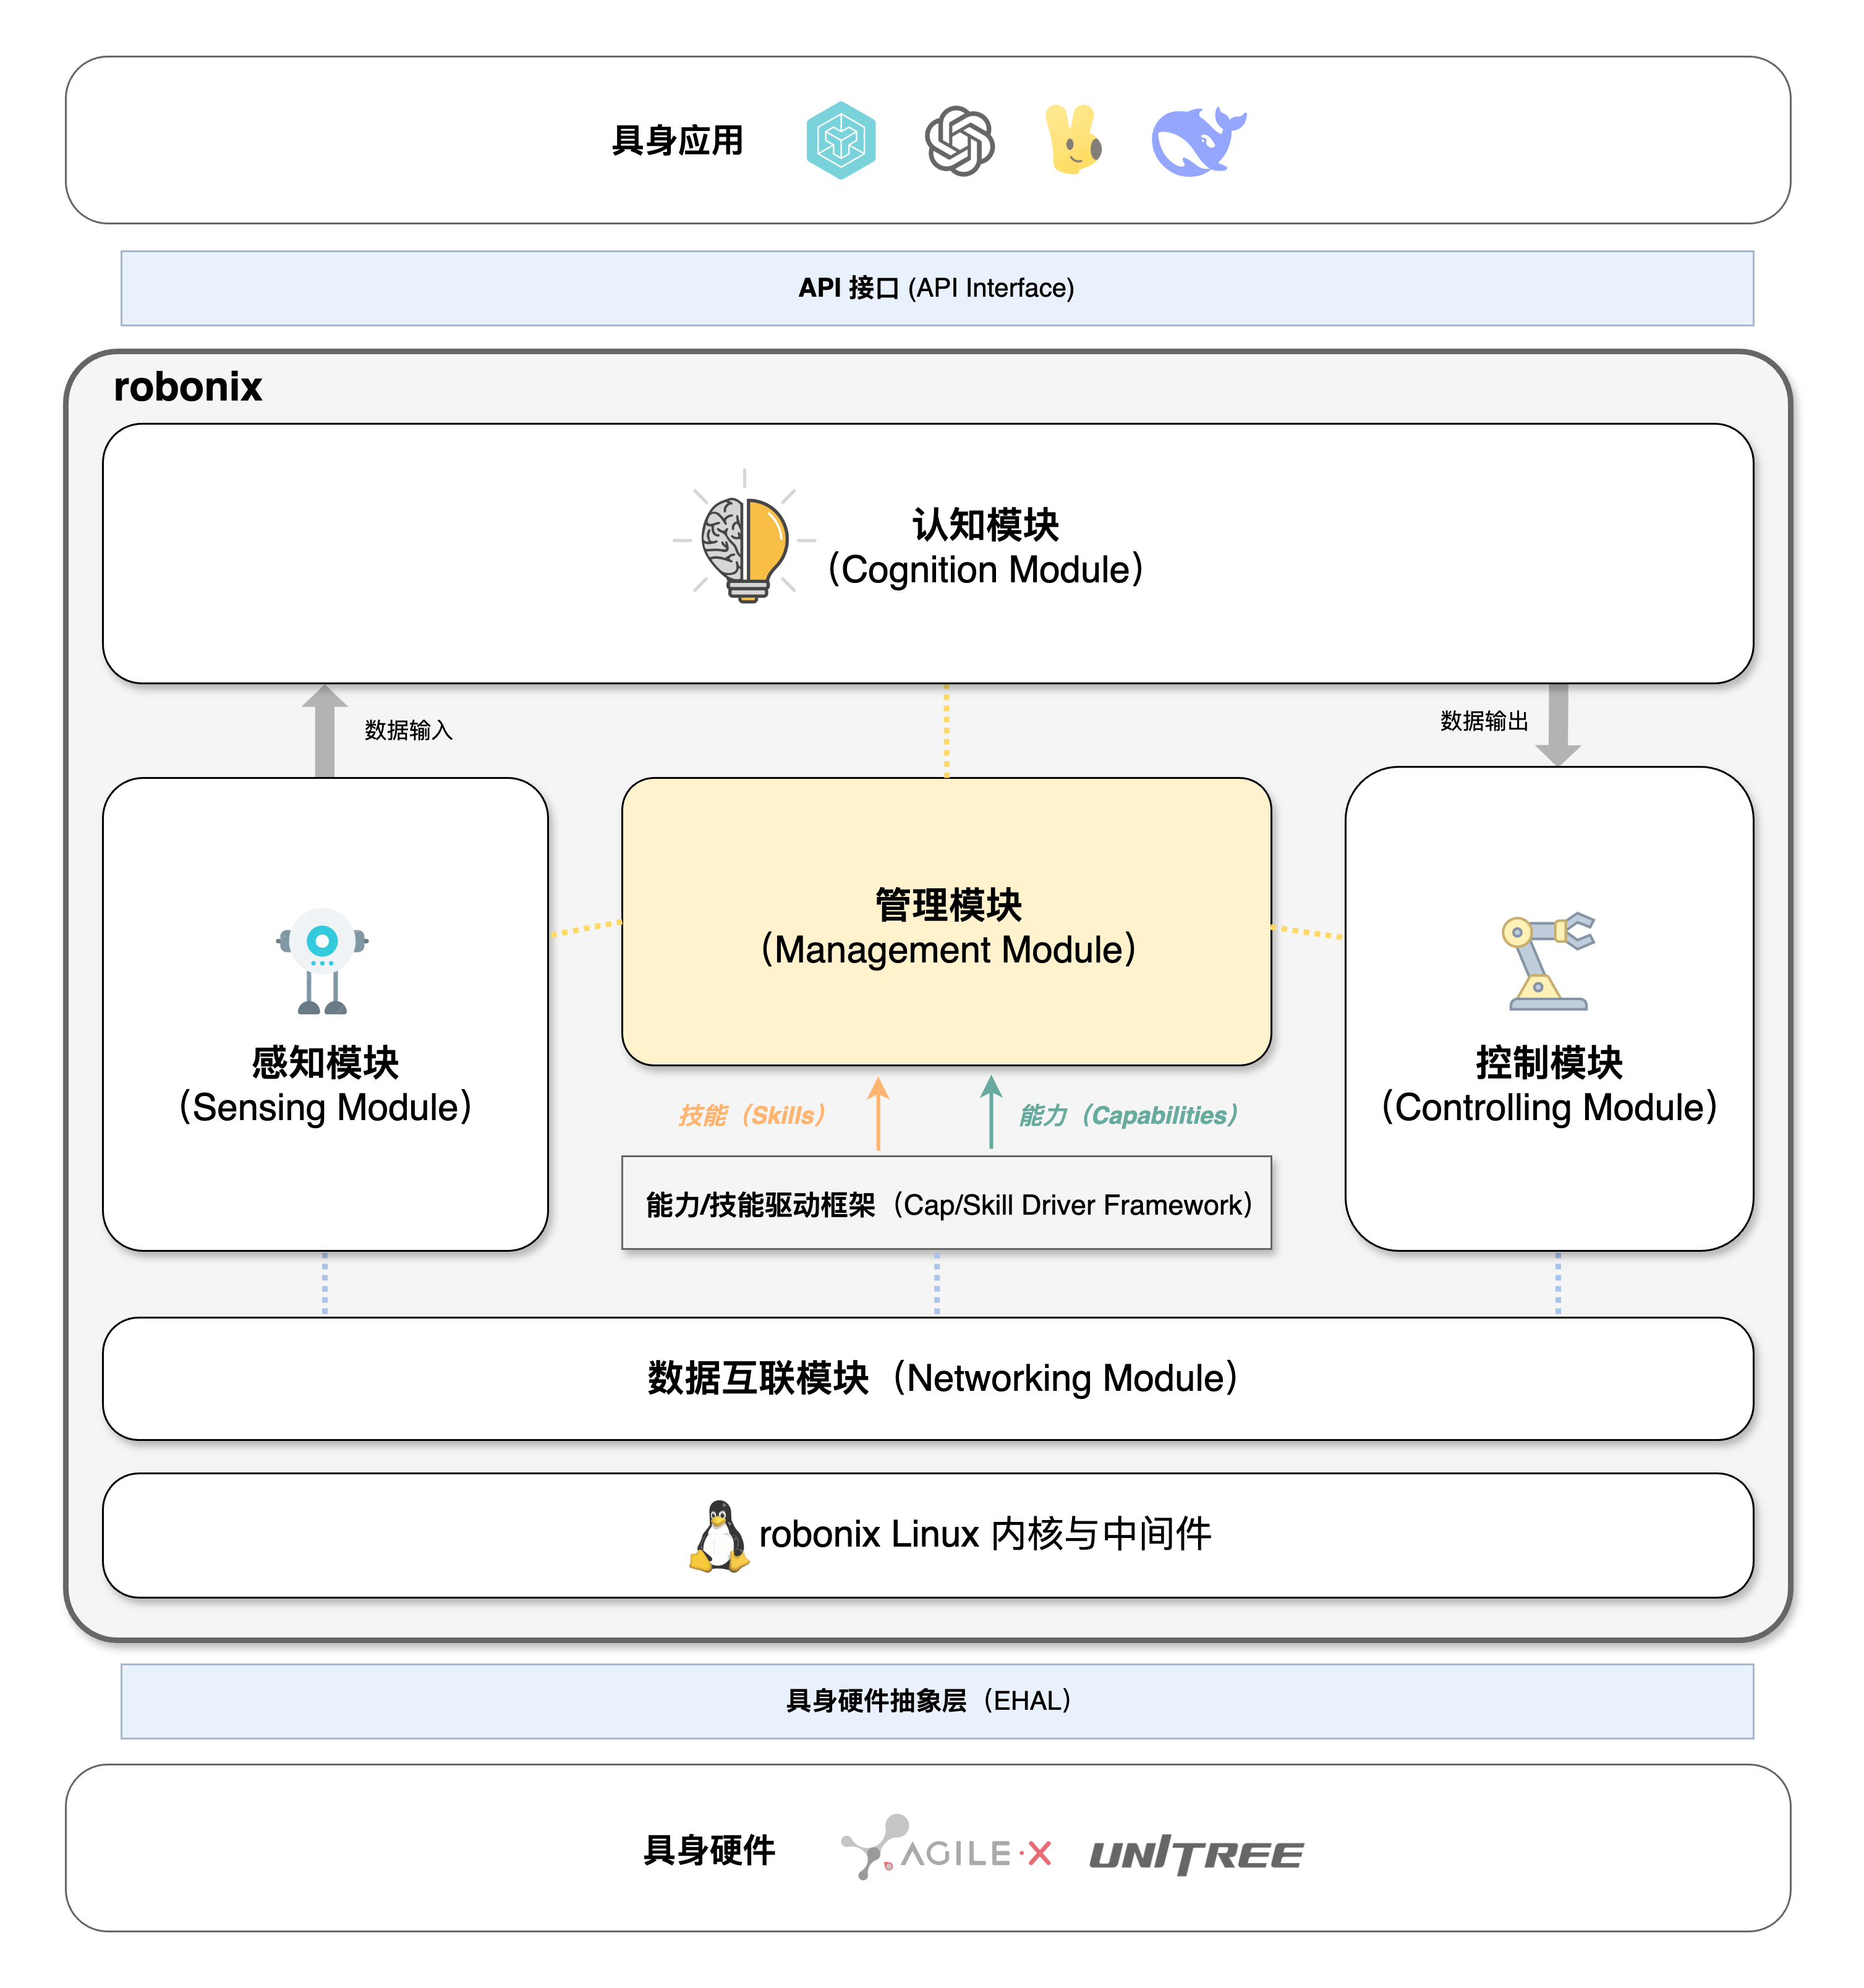 具身应用
API 接口 (API Interface)
robonix
认知模块
（Cognition Module）
数据输入
数据输出
管理模块
（Management Module）
感知模块
（Sensing Module）
控制模块
（Controlling Module）
技能（Skills）
能力（Capabilities）
能力/技能驱动框架（Cap/Skill Driver Framework）
数据互联模块（Networking Module）
robonix Linux 内核与中间件
具身硬件抽象层（EHAL）
具身硬件
AGILE·X
UNITREE